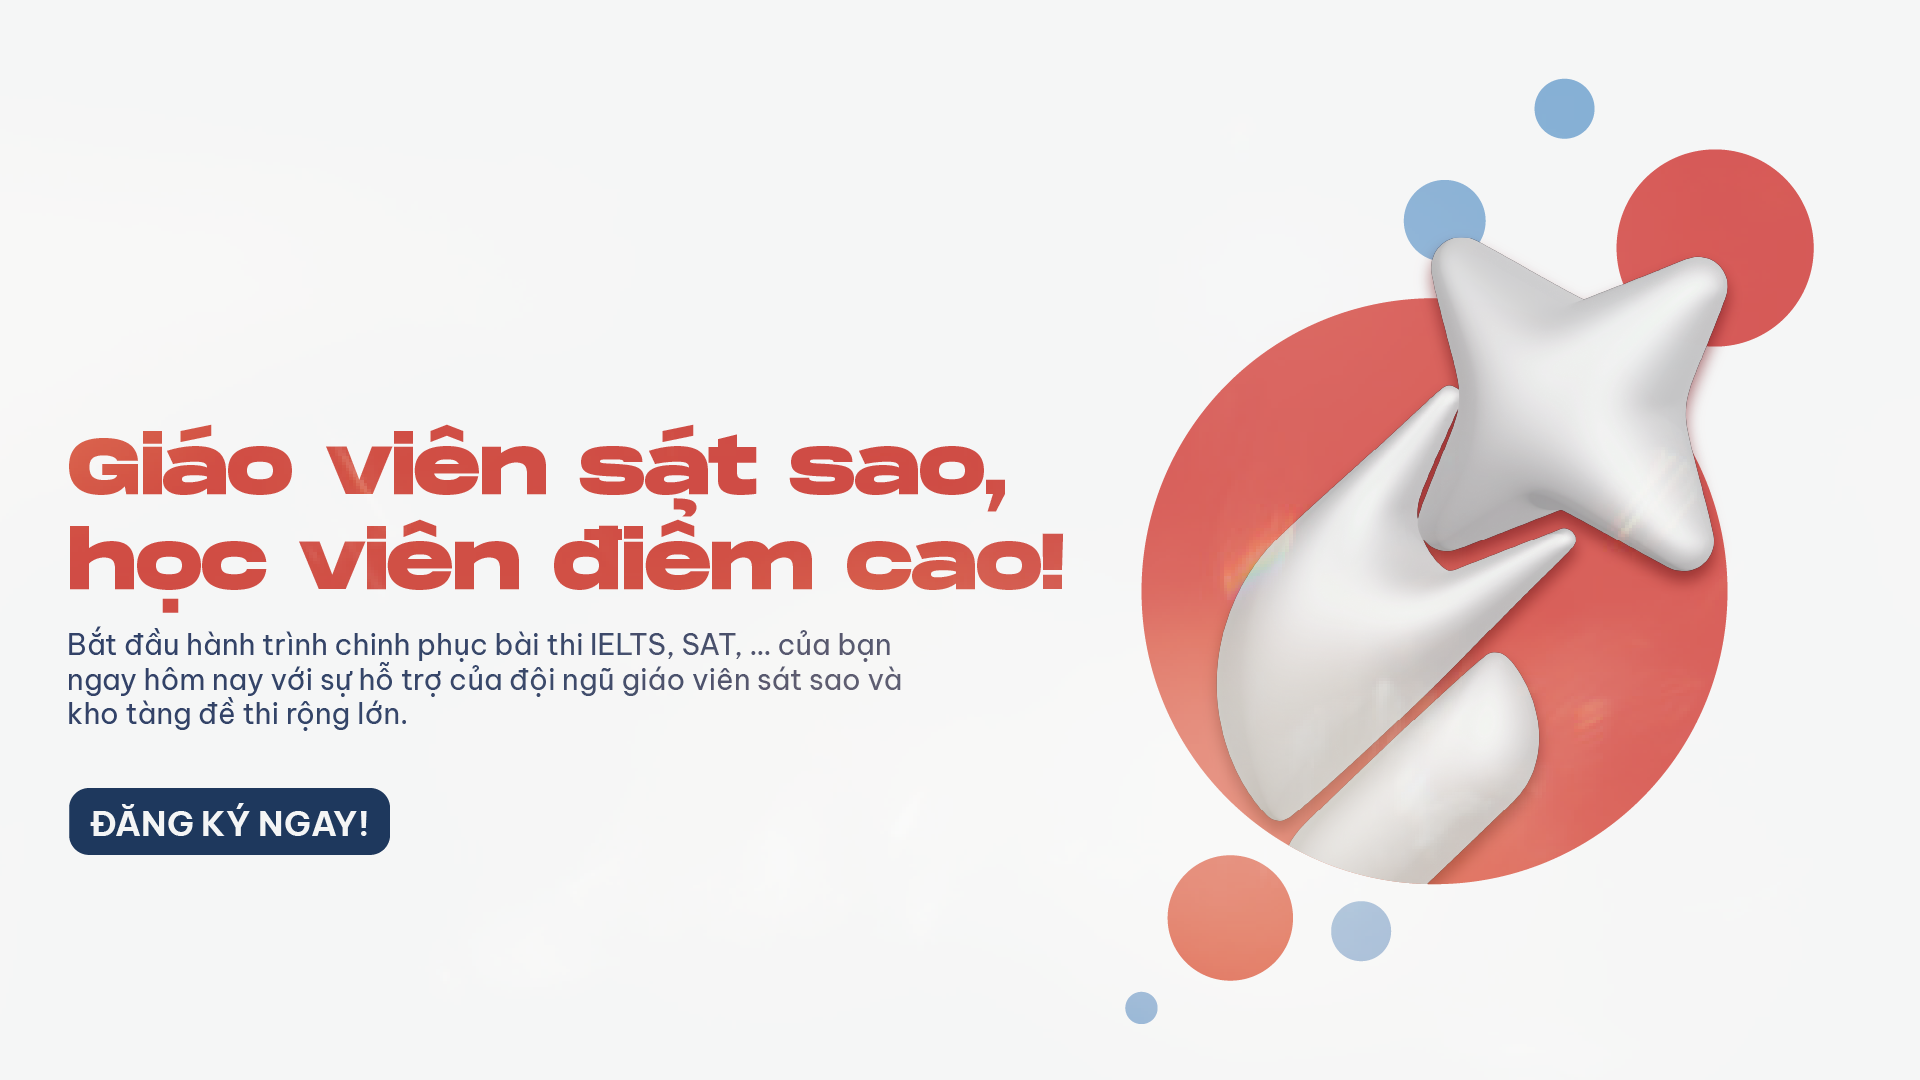 Giáo viên sát sao,
học viên điểm cao!
Bắt đầu hành trình chinh phục bài thi IELTS, SAT, ... của bạn
ngay hôm nay với sự hỗ trợ của đội ngũ giáo viên sát sao và
kho tàng đề thi rộng lớn.
ĐĂNG KÝ NGAY!